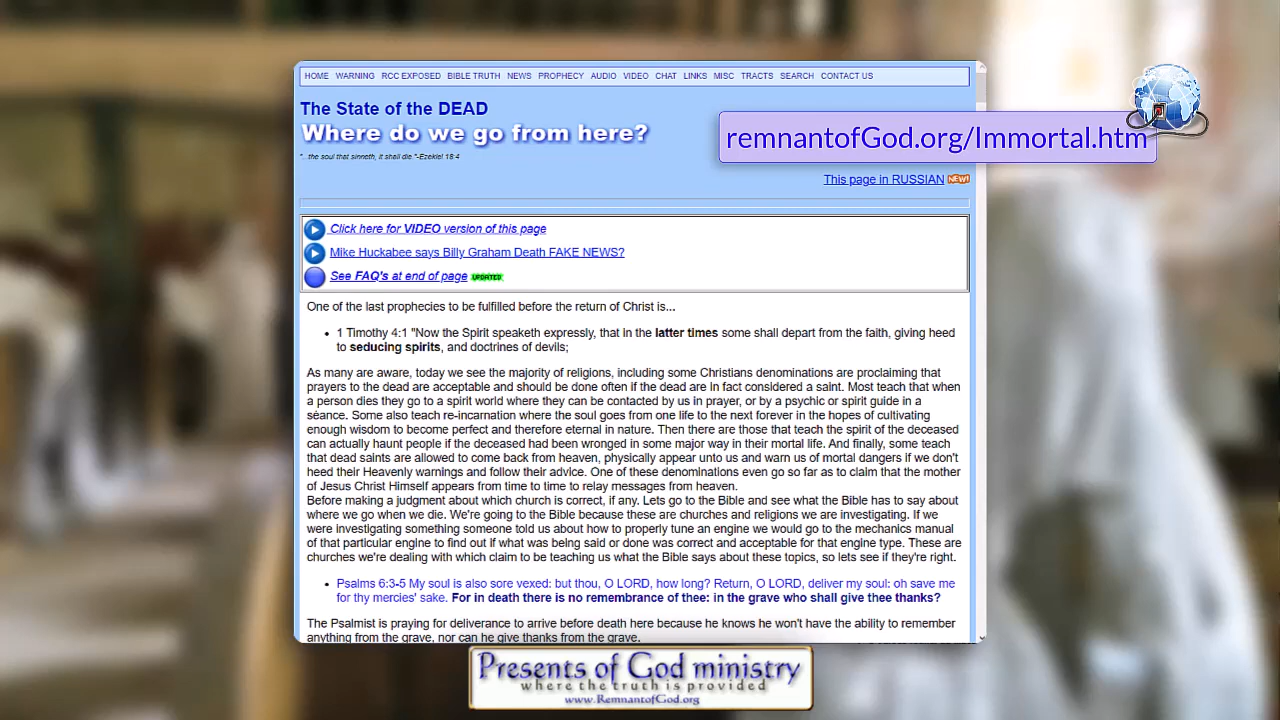 HOME WARNING RCC EXPOSED BIBLE TRUTH NEWS PROPHECY AUDIO VIDEO CHAT LINKS MISC TRACTS SEARCH CONTACT US
The State of the DEAD
Where do we go from here?
remnantofGod.org/Immortal.htm
"...the soul that sinneth, it shall die."-Ezekiel 18:4
This page in RUSSIAN NEW!
Click here for VIDEO version of this page
Mike Huckabee says Billy Graham Death FAKE NEWS?
See FAQ's at end of page UPDATED
One of the last prophecies to be fulfilled before the return of Christ is...
• 1 Timothy 4:1 "Now the Spirit speaketh expressly, that in the latter times some shall depart from the faith, giving heed
to seducing spirits, and doctrines of devils;
As many are aware, today we see the majority of religions, including some Christians denominations are proclaiming that
prayers to the dead are acceptable and should be done often if the dead are in fact considered a saint. Most teach that when
a person dies they go to a spirit world where they can be contacted by us in prayer, or by a psychic or spirit guide in a
séance. Some also teach re-incarnation where the soul goes from one life to the next forever in the hopes of cultivating
enough wisdom to become perfect and therefore eternal in nature. Then there are those that teach the spirit of the deceased
can actually haunt people if the deceased had been wronged in some major way in their mortal life. And finally, some teach
that dead saints are allowed to come back from heaven, physically appear unto us and warn us of mortal dangers if we don't
heed their Heavenly warnings and follow their advice. One of these denominations even go so far as to claim that the mother
of Jesus Christ Himself appears from time to time to relay messages from heaven.
Before making a judgment about which church is correct, if any. Lets go to the Bible and see what the Bible has to say about
where we go when we die. We're going to the Bible because these are churches and religions we are investigating. If we
were investigating something someone told us about how to properly tune an engine we would go to the mechanics manual
of that particular engine to find out if what was being said or done was correct and acceptable for that engine type. These are
churches we're dealing with which claim to be teaching us what the Bible says about these topics, so lets see if they're right.
• Psalms 6:3-5 My soul is also sore vexed: but thou, O LORD, how long? Return, O LORD, deliver my soul: oh save me
for thy mercies' sake. For in death there is no remembrance of thee: in the grave who shall give thee thanks?
The Psalmist is praying for deliverance to arrive before death here because he knows he won't have the ability to remember
anything from the grave, nor can he give thanks from the grave.
Presents of God ministry
where the truth is provided
www.RemnantofGod.org